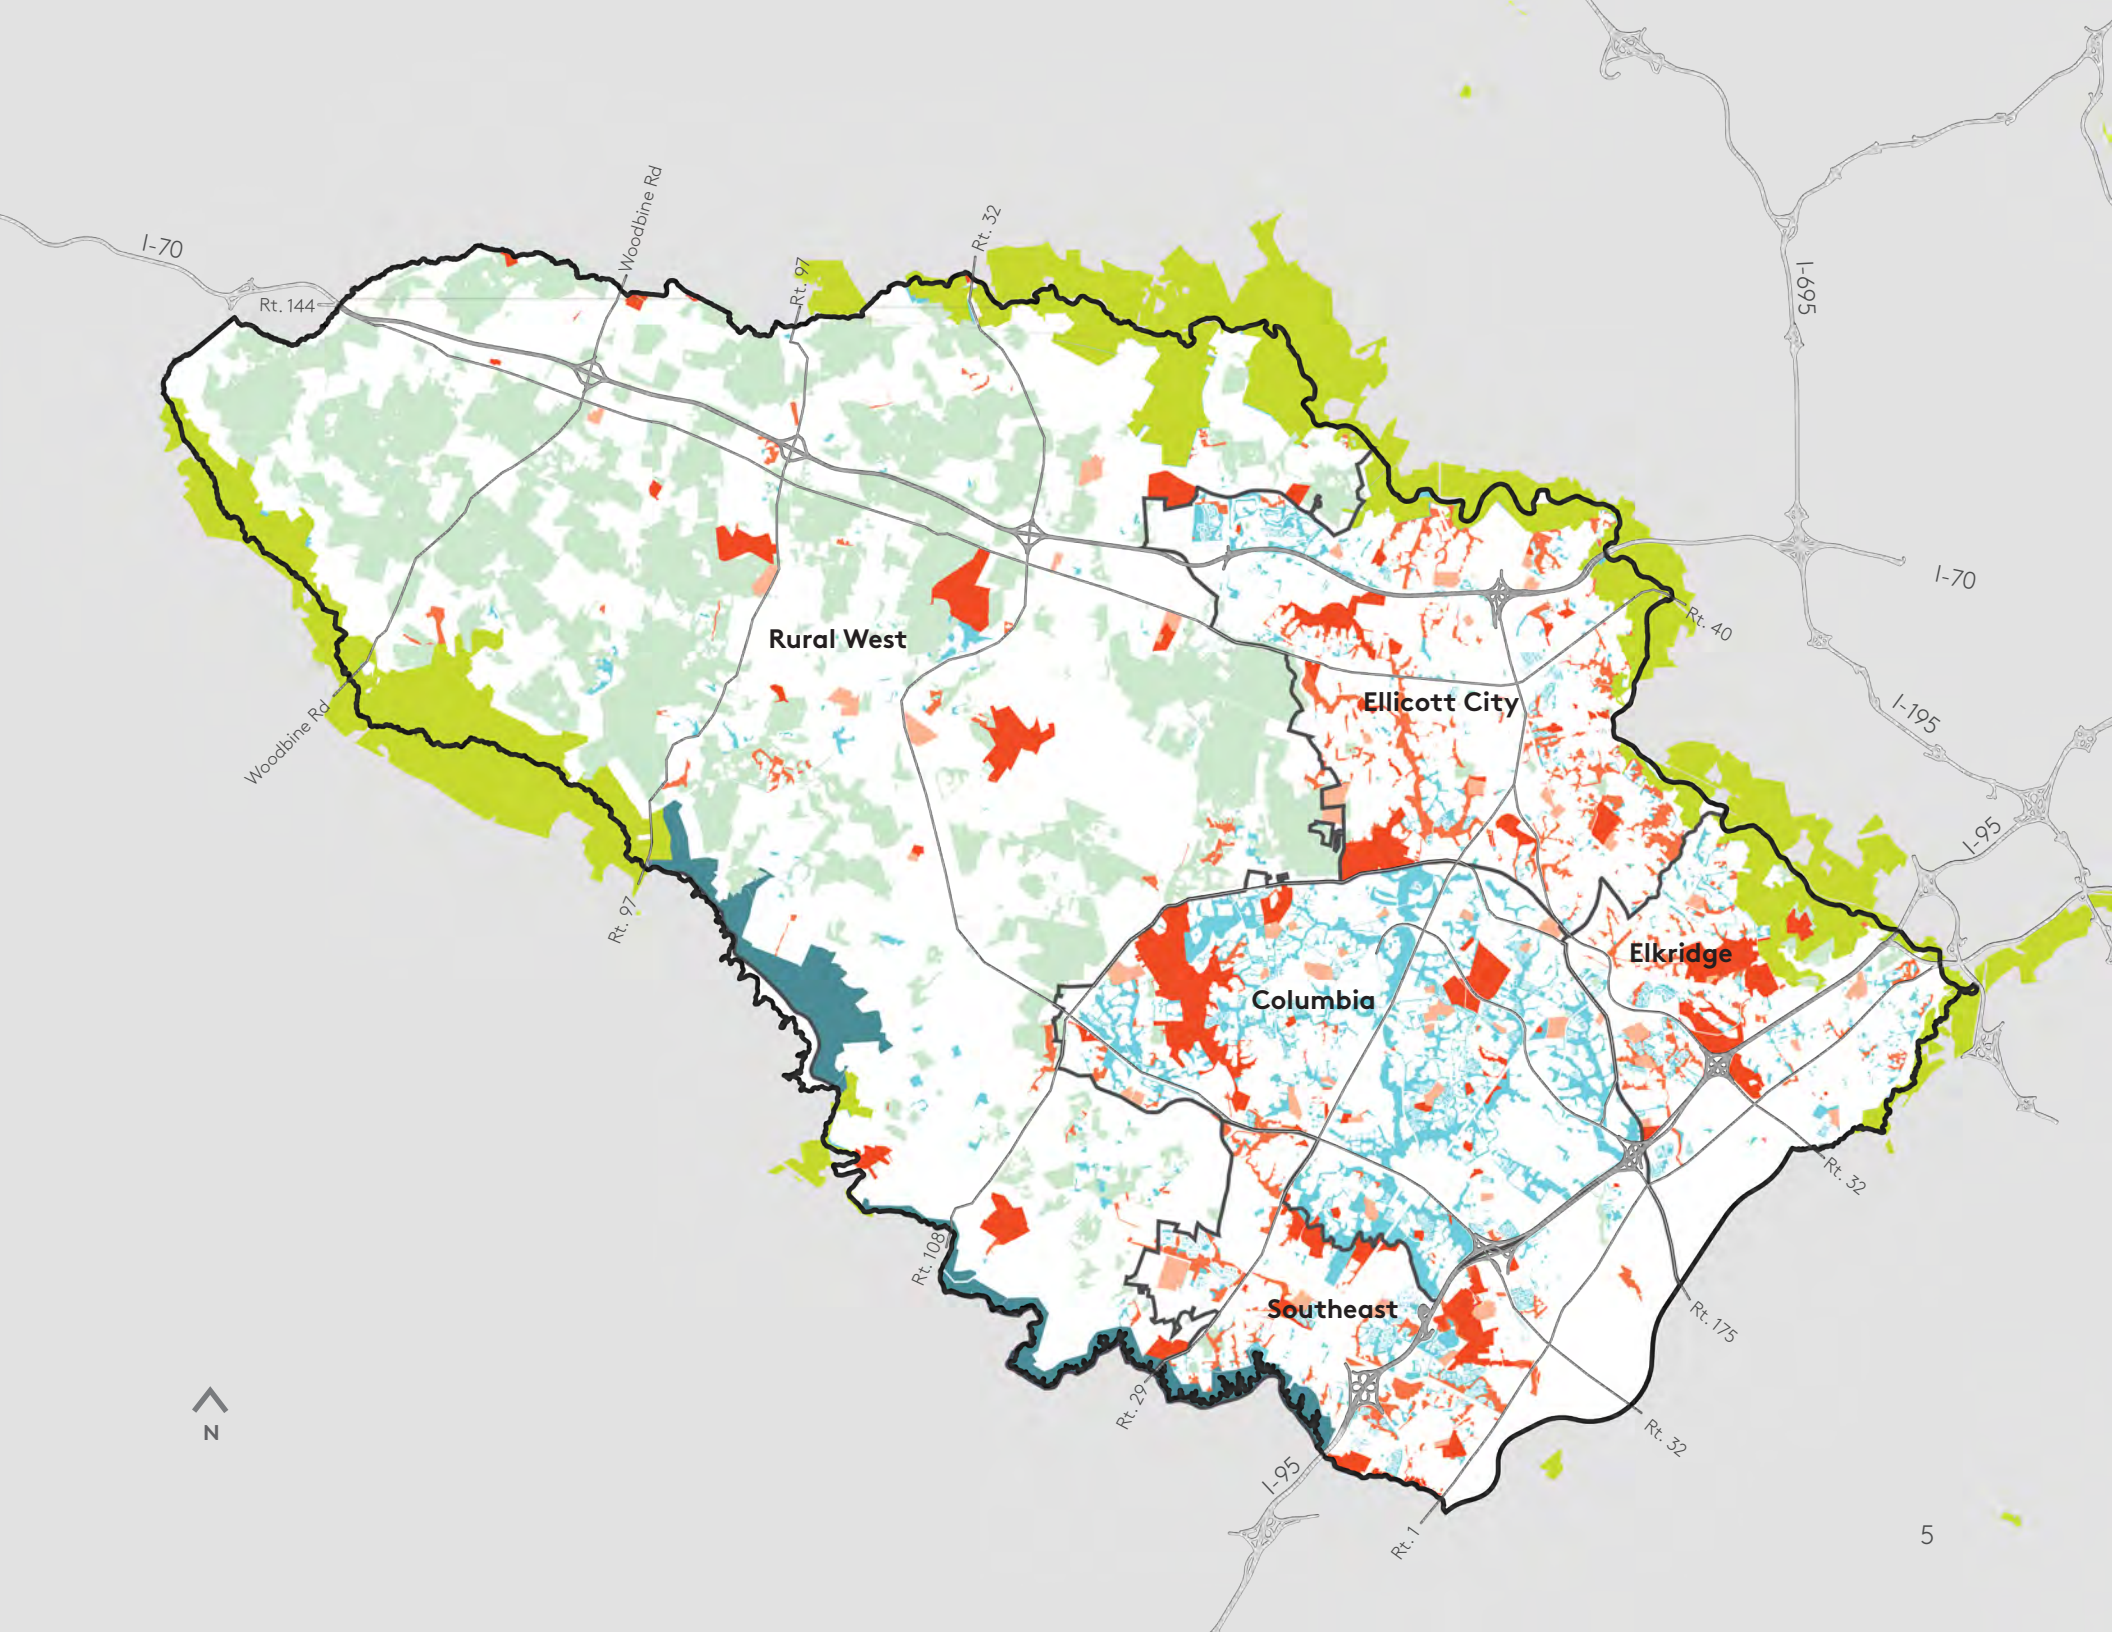 Woodbine Rd
Rt. 32
I-70
Rt. 97
I-695
Rt. 144
I-70
Rt. 40
Rural West
Ellicott City
I-195
Woodbine Rd
I-95
Rt. 97
Elkridge
Columbia
Rt. 32
Rt. 108
Southeast
Rt. 175
Rt. 29
N
Rt. 32
I-95
Rt. 1
5